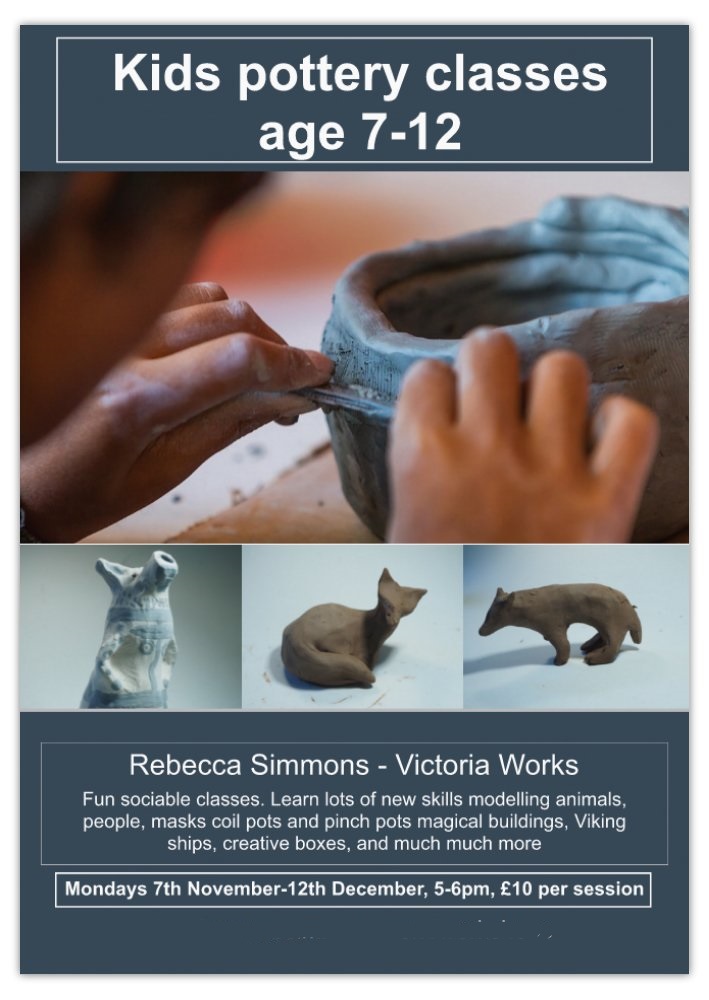 Kids pottery classes
age 7-12
Rebecca Simmons - Victoria Works
Fun sociable classes. Learn lots of new skills modelling animals,
people, masks coil pots and pinch pots magical buildings, Viking
ships, creative boxes, and much much more
Mondays 7th November-12th December, 5-6pm, £10 per session